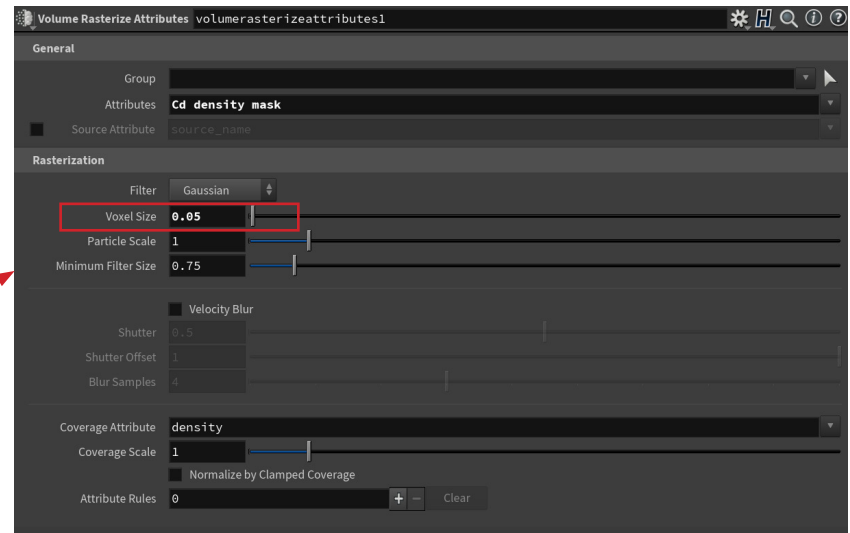 Volume Rasterize Attributes volumerasterizeattributes1
General
Group
Attributes Cd density mask
Source Attribute source_name
Rasterization
Filter Gaussian
Voxel Size 0.05
Particle Scale 1
Minimum Filter Size 0.75
Velocity Blur
Shutter 0.5
Shutter Offset 1
Blur Samples 4
Coverage Attribute density
Coverage Scale 1
Normalize by Clamped Coverage
Attribute Rules 0 + - Clear